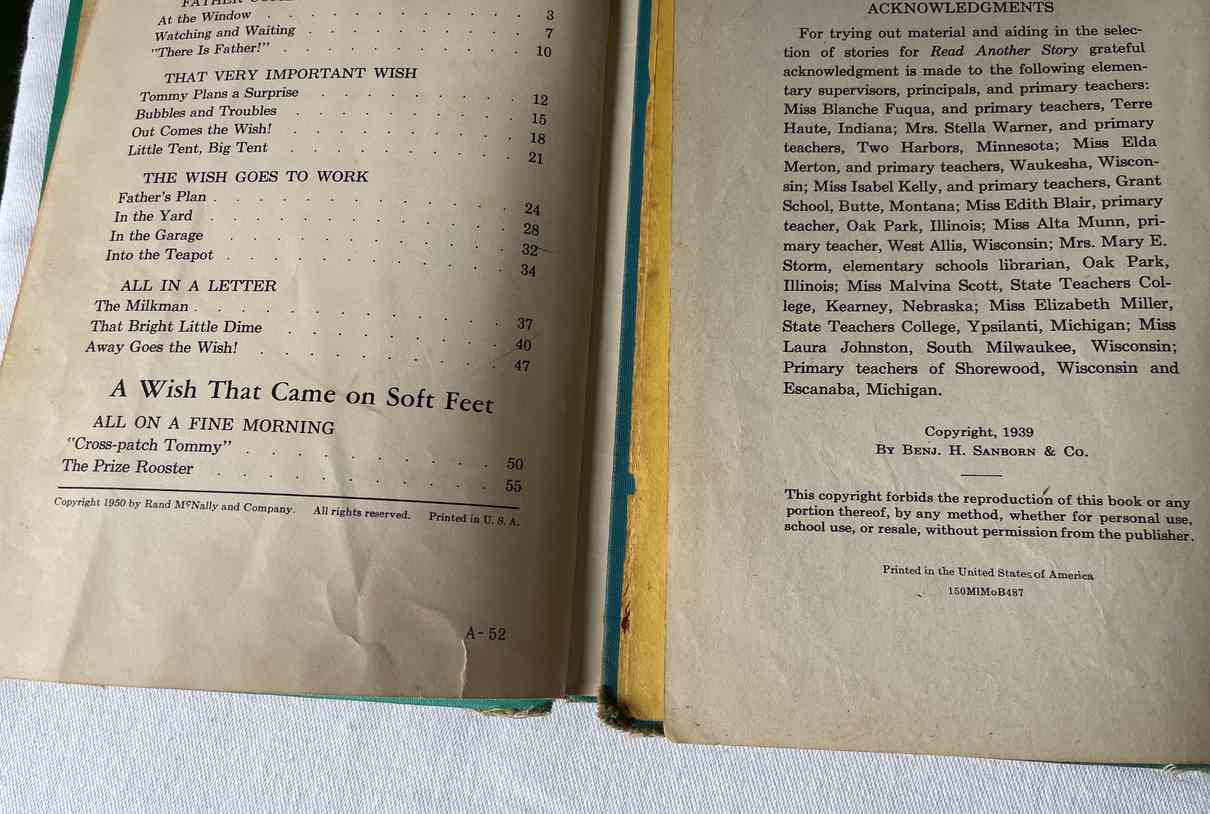 At the Window . . . . . . . . . . . 3
Watching and Waiting . . . . . . . . . 7
"There Is Father!" . . . . . . . . . . 10
THAT VERY IMPORTANT WISH
Tommy Plans a Surprise . . . . . . . . 12
Bubbles and Troubles . . . . . . . . . 15
Out Comes the Wish! . . . . . . . . . 18
Little Tent, Big Tent . . . . . . . . . 21
THE WISH GOES TO WORK
Father's Plan . . . . . . . . . . . . 24
In the Yard . . . . . . . . . . . . 28
In the Garage . . . . . . . . . . . 32
Into the Teapot . . . . . . . . . . . 34
ALL IN A LETTER
The Milkman . . . . . . . . . . . . 37
That Bright Little Dime . . . . . . . . 40
Away Goes the Wish! . . . . . . . . . 47
A Wish That Came on Soft Feet
ALL ON A FINE MORNING
"Cross-patch Tommy" . . . . . . . . . 50
The Prize Rooster . . . . . . . . . . 55
Copyright 1950 by Rand McNally and Company. All rights reserved. Printed in U. S. A.
A-52
ACKNOWLEDGMENTS
For trying out material and aiding in the selec-
tion of stories for Read Another Story grateful
acknowledgment is made to the following elemen-
tary supervisors, principals, and primary teachers:
Miss Blanche Fuqua, and primary teachers, Terre
Haute, Indiana; Mrs. Stella Warner, and primary
teachers, Two Harbors, Minnesota; Miss Elda
Merton, and primary teachers, Waukesha, Wiscon-
sin; Miss Isabel Kelly, and primary teachers, Grant
School, Butte, Montana; Miss Edith Blair, primary
teacher, Oak Park, Illinois; Miss Alta Munn, pri-
mary teacher, West Allis, Wisconsin; Mrs. Mary E.
Storm, elementary schools librarian, Oak Park,
Illinois; Miss Malvina Scott, State Teachers Col-
lege, Kearney, Nebraska; Miss Elizabeth Miller,
State Teachers College, Ypsilanti, Michigan; Miss
Laura Johnston, South Milwaukee, Wisconsin;
Primary teachers of Shorewood, Wisconsin and
Escanaba, Michigan.
Copyright, 1939
BY BENJ. H. SANBORN & CO.
This copyright forbids the reproduction of this book or any
portion thereof, by any method, whether for personal use,
school use, or resale, without permission from the publisher.
Printed in the United States of America
150MlMoB487